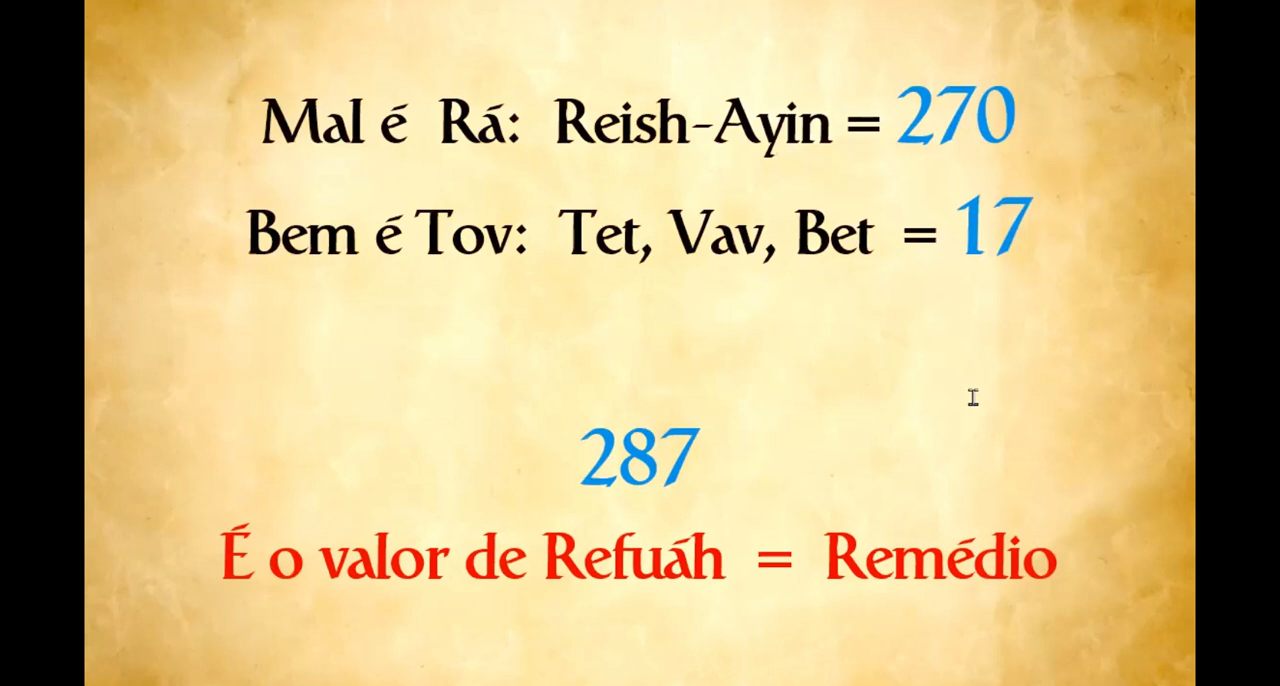 Mal é Rá: Reish-Ayin = 270
Bem é Tov: Tet, Vav, Bet = 17
287
É o valor de Refuáh = Remédio